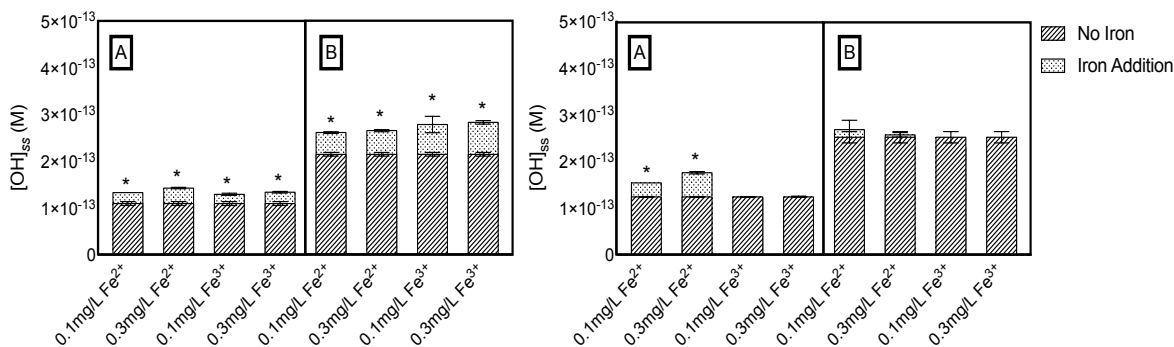 5×10⁻¹³
4×10⁻¹³
3×10⁻¹³
2×10⁻¹³
1×10⁻¹³
0
[OH]ss (M)
A
* * * *
B
* * * *
0.1mg/L Fe²⁺
0.3mg/L Fe²⁺
0.1mg/L Fe³⁺
0.3mg/L Fe³⁺
0.1mg/L Fe²⁺
0.3mg/L Fe²⁺
0.1mg/L Fe³⁺
0.3mg/L Fe³⁺
5×10⁻¹³
4×10⁻¹³
3×10⁻¹³
2×10⁻¹³
1×10⁻¹³
0
[OH]ss (M)
A
* *
B
0.1mg/L Fe²⁺
0.3mg/L Fe²⁺
0.1mg/L Fe³⁺
0.3mg/L Fe³⁺
0.1mg/L Fe²⁺
0.3mg/L Fe²⁺
0.1mg/L Fe³⁺
0.3mg/L Fe³⁺
No Iron
Iron Addition